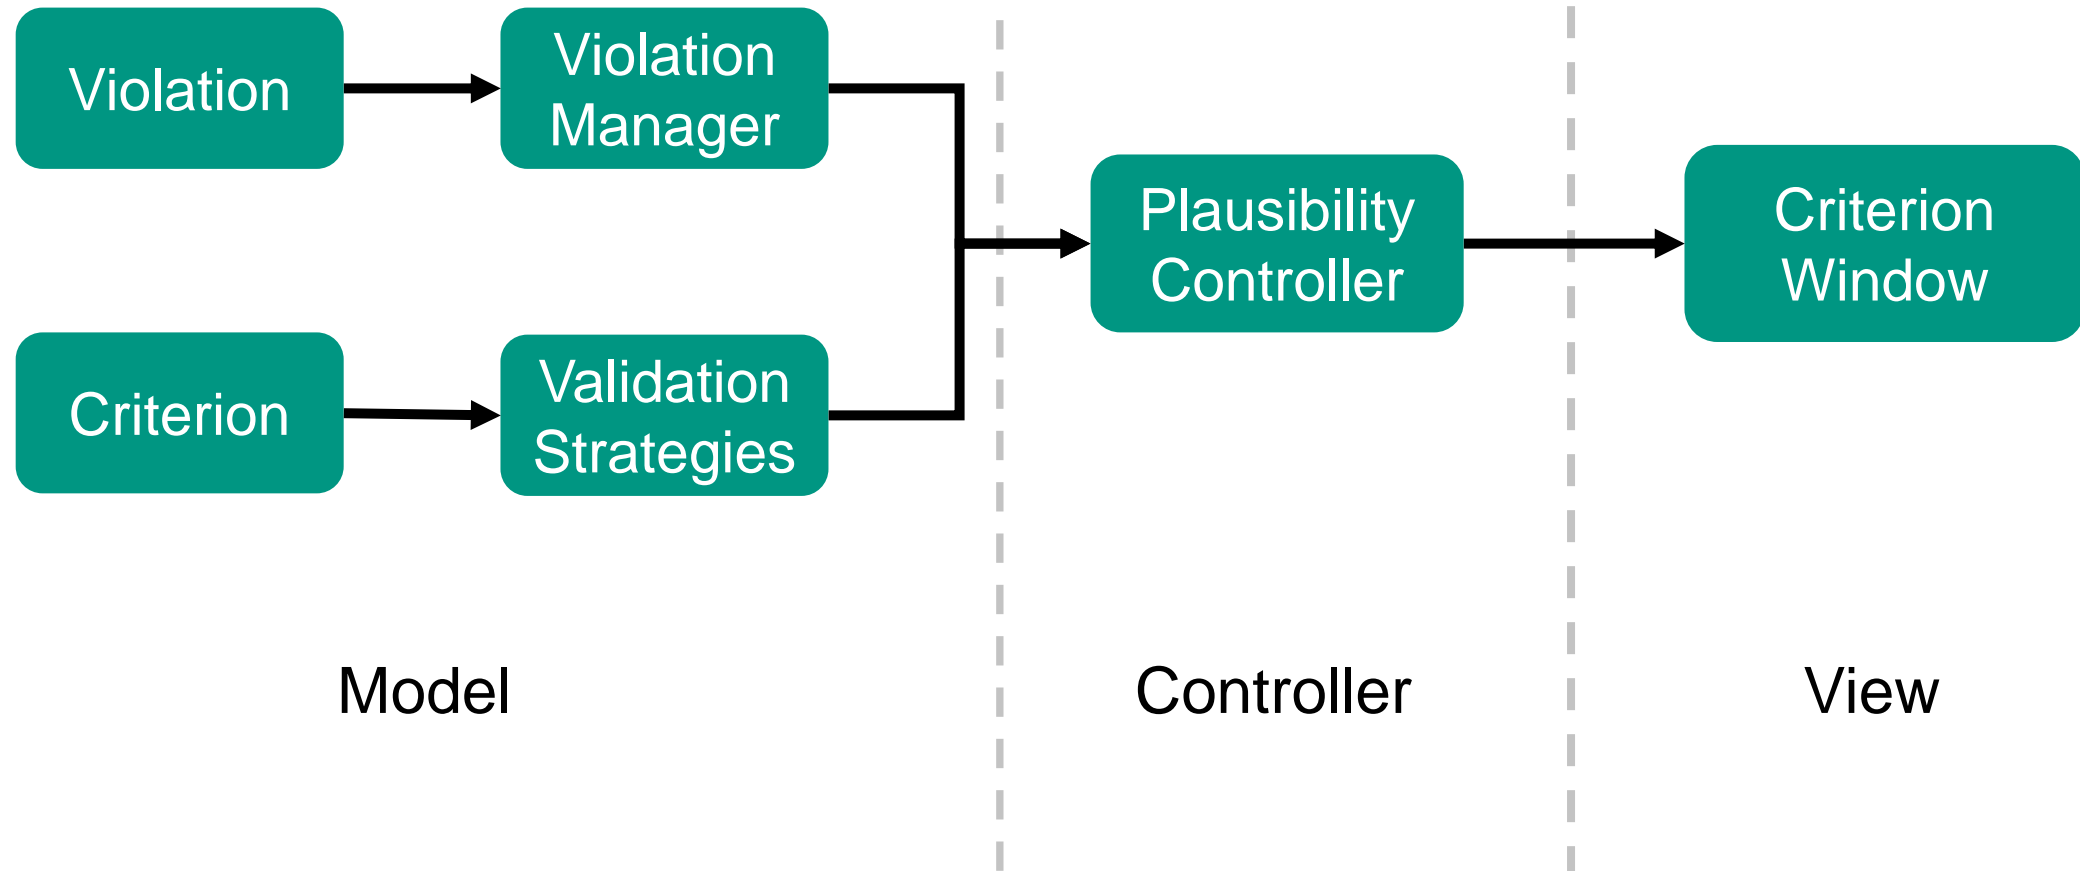 Violation
Violation
Manager
Plausibility
Controller
Criterion
Window
Criterion
Validation
Strategies
Model
Controller
View